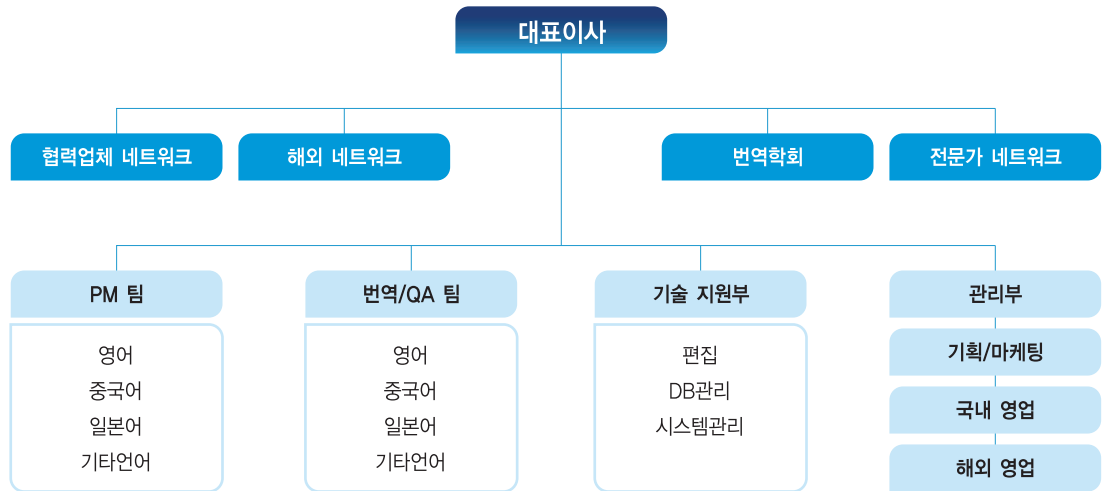 대표이사
협력업체 네트워크
해외 네트워크
번역학회
전문가 네트워크
PM 팀
영어
중국어
일본어
기타언어
번역/QA 팀
영어
중국어
일본어
기타언어
기술 지원부
편집
DB관리
시스템관리
관리부
기획/마케팅
국내 영업
해외 영업